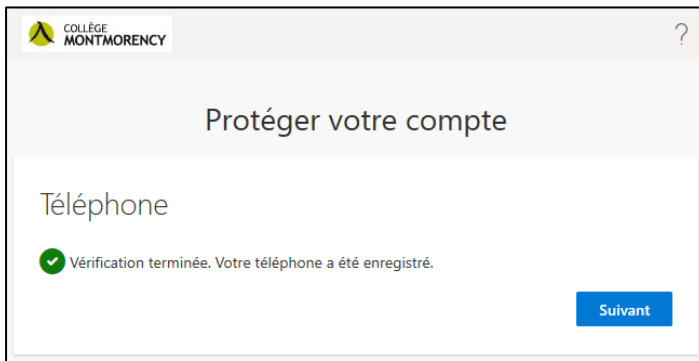 COLLÈGE
MONTMORENCY
?
Protéger votre compte
Téléphone
Vérification terminée. Votre téléphone a été enregistré.
Suivant